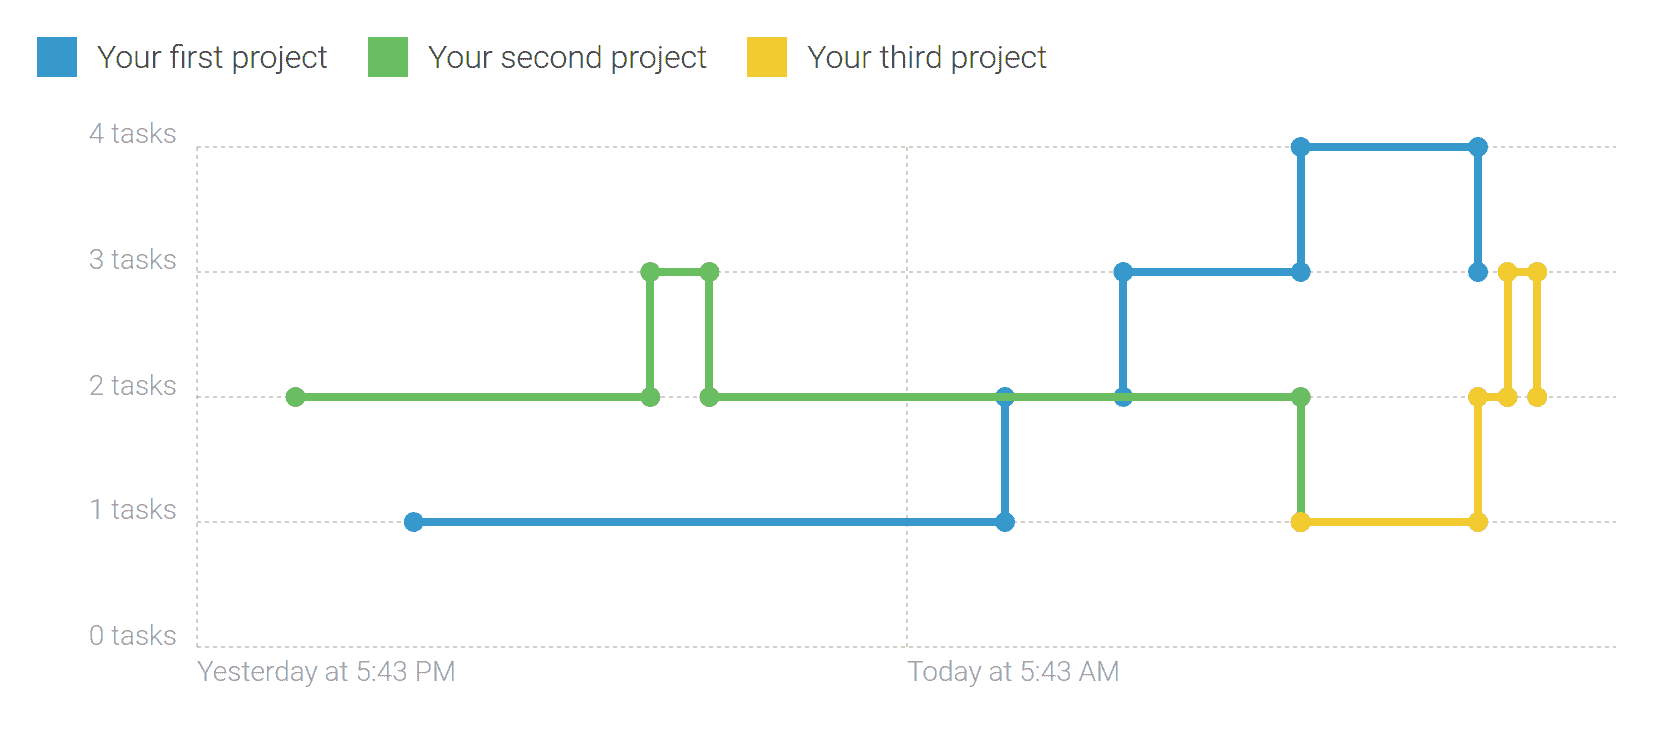 Your first project Your second project Your third project
4 tasks
3 tasks
2 tasks
1 tasks
0 tasks
Yesterday at 5:43 PM Today at 5:43 AM